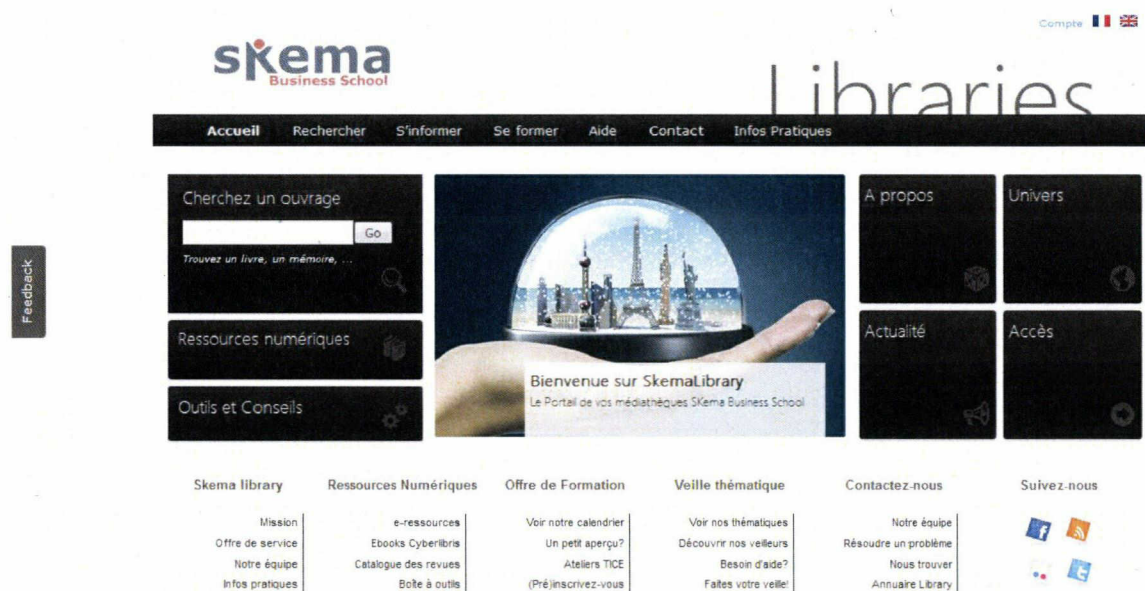 Compte
skema
Business School
Libraries
Accueil Rechercher S'informer Se former Aide Contact Infos Pratiques
Feedback
Cherchez un ouvrage
Go
Trouvez un livre, un mémoire, ...
Ressources numériques
Outils et Conseils
Bienvenue sur SkemaLibrary
Le Portail de vos médiathèques SKema Business School
A propos
Univers
Actualité
Accès
Skema library
Mission
Offre de service
Notre équipe
Infos pratiques
Ressources Numériques
e-ressources
Ebooks Cyberlibris
Catalogue des revues
Boîte à outils
Offre de Formation
Voir notre calendrier
Un petit aperçu?
Ateliers TICE
(Pré)inscrivez-vous
Veille thématique
Voir nos thématiques
Découvrir nos veilleurs
Besoin d'aide?
Faites votre veille!
Contactez-nous
Notre équipe
Résoudre un problème
Nous trouver
Annuaire Library
Suivez-nous